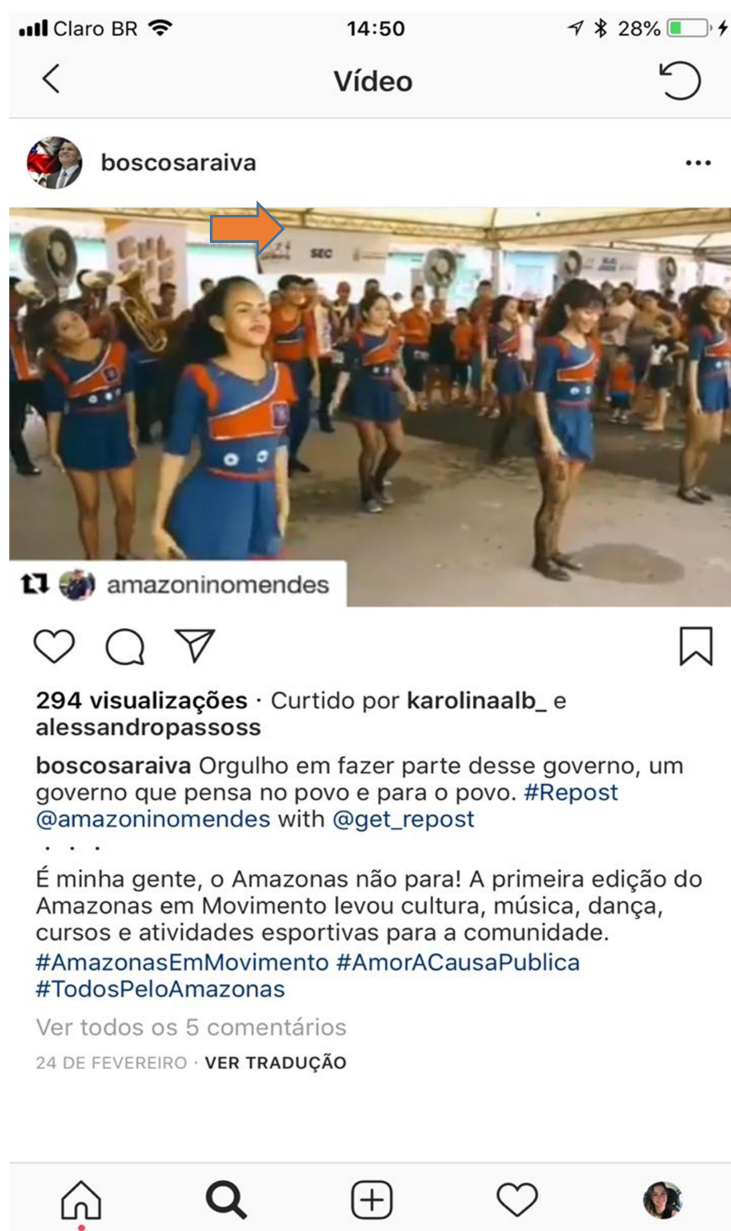 Claro BR 14:50 28%
Vídeo
boscosaraiva
SEC
amazoninomendes
294 visualizações · Curtido por karolinaalb_ e
alessandropassoss
boscosaraiva Orgulho em fazer parte desse governo, um
governo que pensa no povo e para o povo. #Repost
@amazoninomendes with @get_repost
. . .
É minha gente, o Amazonas não para! A primeira edição do
Amazonas em Movimento levou cultura, música, dança,
cursos e atividades esportivas para a comunidade.
#AmazonasEmMovimento #AmorACausaPublica
#TodosPeloAmazonas
Ver todos os 5 comentários
24 DE FEVEREIRO · VER TRADUÇÃO